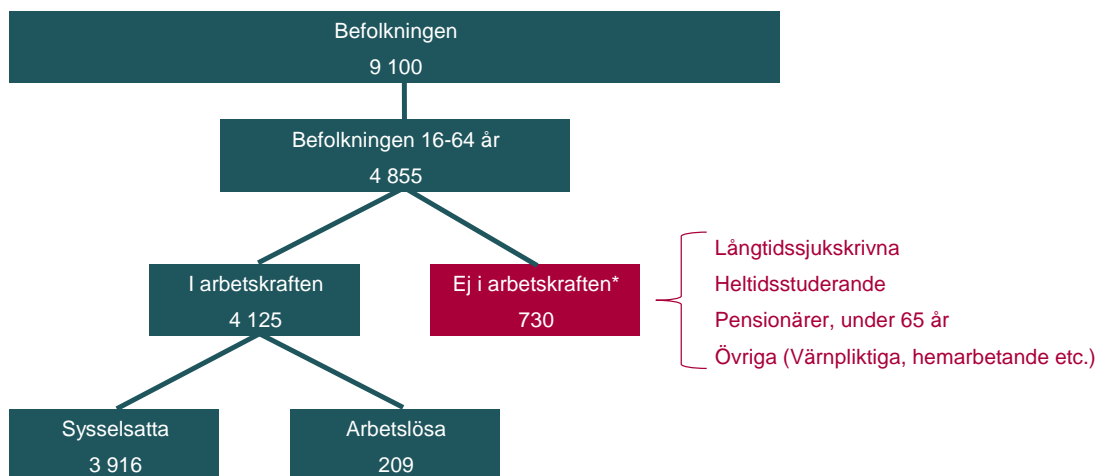 Befolkningen
9 100
Befolkningen 16-64 år
4 855
I arbetskraften
4 125
Ej i arbetskraften*
730
Långtidssjukskrivna
Heltidsstuderande
Pensionärer, under 65 år
Övriga (Värnpliktiga, hemarbetande etc.)
Sysselsatta
3 916
Arbetslösa
209